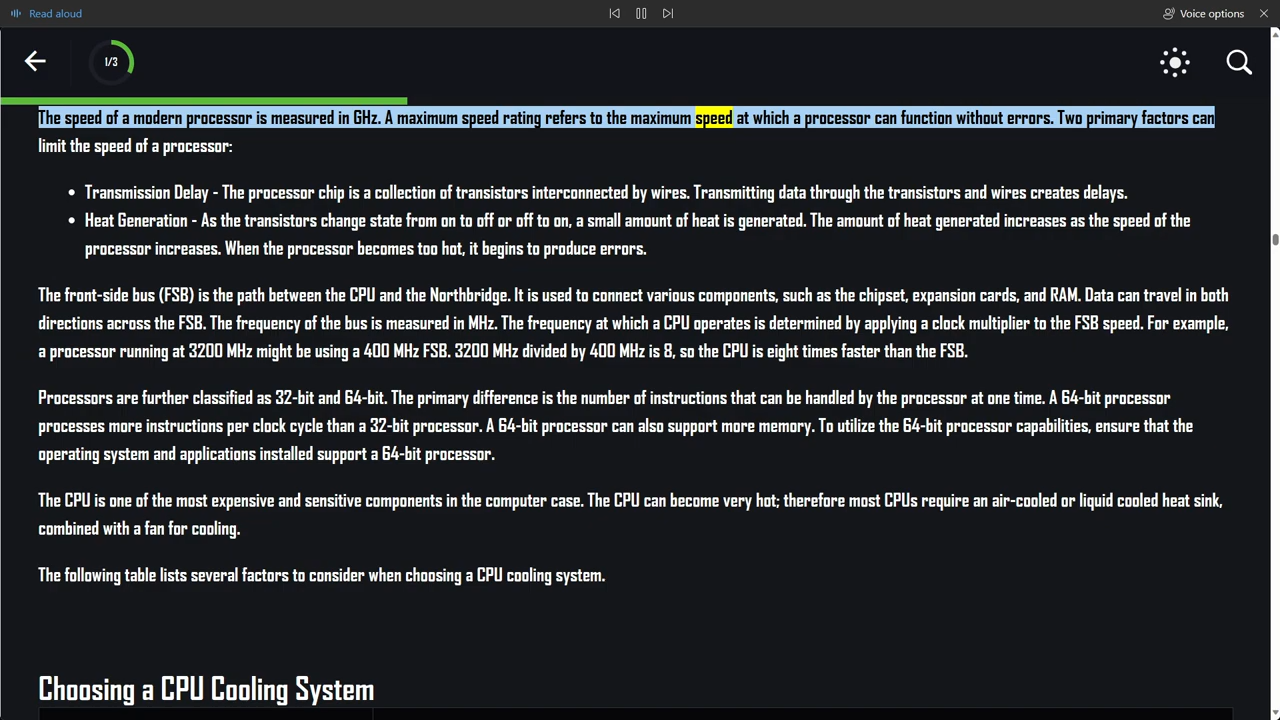 Read aloud
Voice options
1/3
The speed of a modern processor is measured in GHz. A maximum speed rating refers to the maximum speed at which a processor can function without errors. Two primary factors can
limit the speed of a processor:
• Transmission Delay - The processor chip is a collection of transistors interconnected by wires. Transmitting data through the transistors and wires creates delays.
• Heat Generation - As the transistors change state from on to off or off to on, a small amount of heat is generated. The amount of heat generated increases as the speed of the
processor increases. When the processor becomes too hot, it begins to produce errors.
The front-side bus (FSB) is the path between the CPU and the Northbridge. It is used to connect various components, such as the chipset, expansion cards, and RAM. Data can travel in both
directions across the FSB. The frequency of the bus is measured in MHz. The frequency at which a CPU operates is determined by applying a clock multiplier to the FSB speed. For example,
a processor running at 3200 MHz might be using a 400 MHz FSB. 3200 MHz divided by 400 MHz is 8, so the CPU is eight times faster than the FSB.
Processors are further classified as 32-bit and 64-bit. The primary difference is the number of instructions that can be handled by the processor at one time. A 64-bit processor
processes more instructions per clock cycle than a 32-bit processor. A 64-bit processor can also support more memory. To utilize the 64-bit processor capabilities, ensure that the
operating system and applications installed support a 64-bit processor.
The CPU is one of the most expensive and sensitive components in the computer case. The CPU can become very hot; therefore most CPUs require an air-cooled or liquid cooled heat sink,
combined with a fan for cooling.
The following table lists several factors to consider when choosing a CPU cooling system.
Choosing a CPU Cooling System